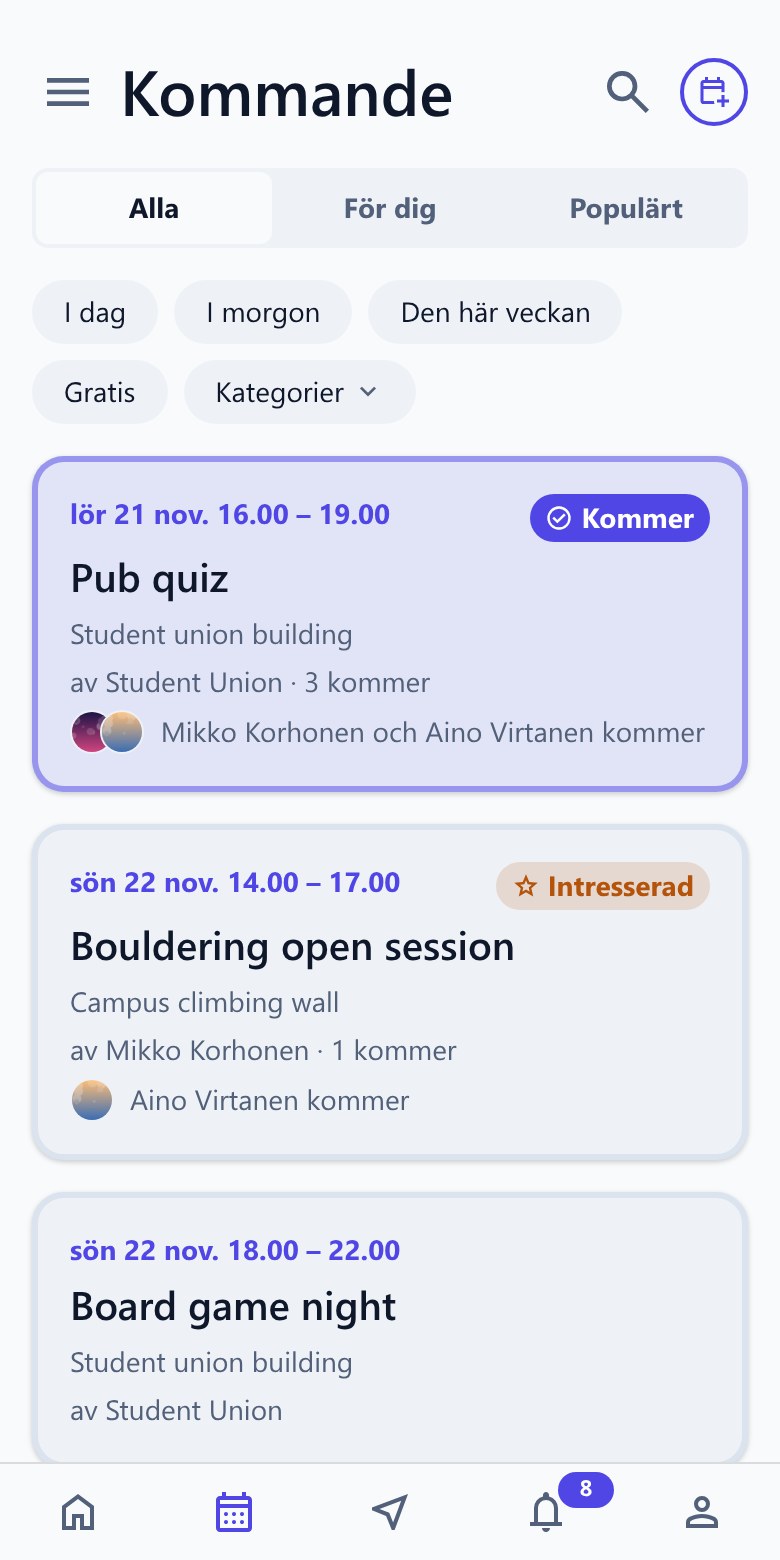 Kommande
Alla
För dig
Populärt
I dag
I morgon
Den här veckan
Gratis
Kategorier
lör 21 nov. 16.00 – 19.00
Kommer
Pub quiz
Student union building
av Student Union · 3 kommer
Mikko Korhonen och Aino Virtanen kommer
sön 22 nov. 14.00 – 17.00
Intresserad
Bouldering open session
Campus climbing wall
av Mikko Korhonen · 1 kommer
Aino Virtanen kommer
sön 22 nov. 18.00 – 22.00
Board game night
Student union building
av Student Union
8